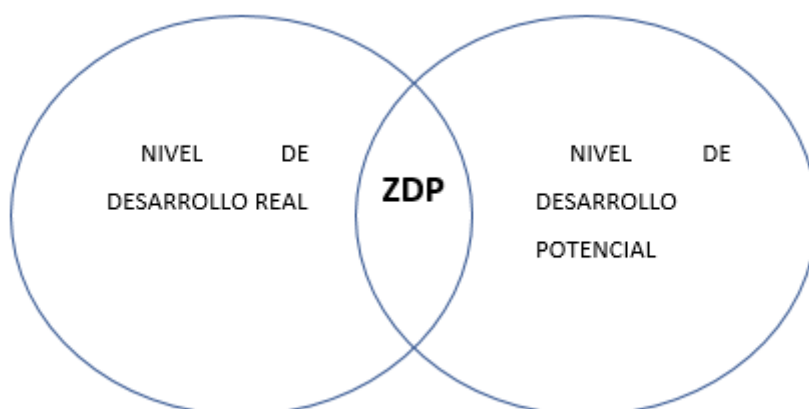 NIVEL DE
DESARROLLO REAL
ZDP
NIVEL DE
DESARROLLO
POTENCIAL